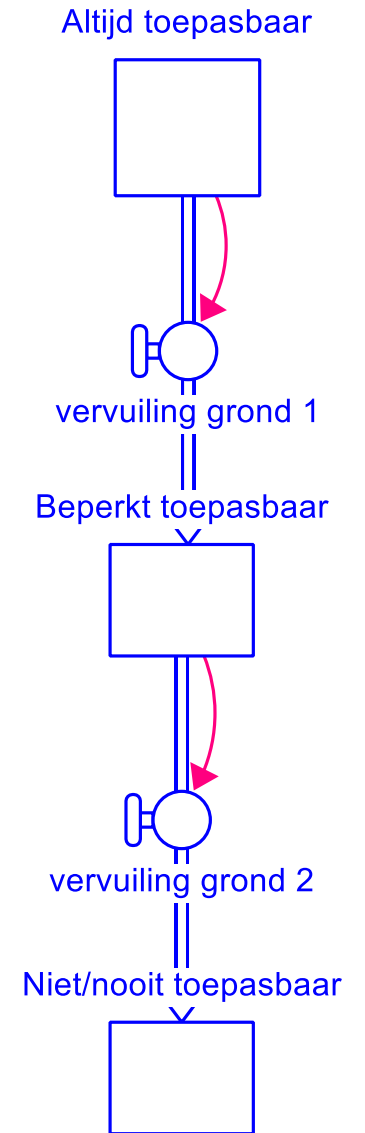 Altijd toepasbaar
vervuiling grond 1
Beperkt toepasbaar
vervuiling grond 2
Niet/nooit toepasbaar